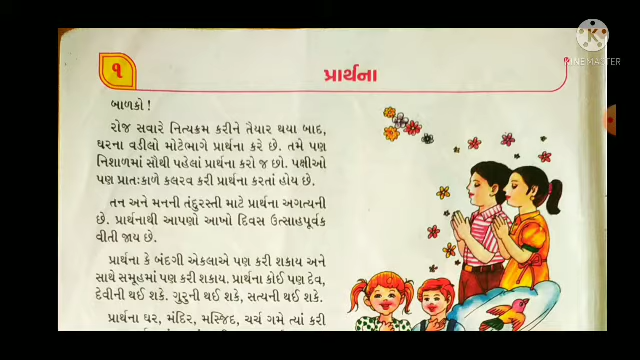 KINEMASTER
૧
પ્રાર્થના
બાળકો !
રોજ સવારે નિત્યક્રમ કરીને તૈયાર થયા બાદ,
ઘરના વડીલો મોટેભાગે પ્રાર્થના કરે છે. તમે પણ
નિશાળમાં સૌથી પહેલાં પ્રાર્થના કરો જ છો. પક્ષીઓ
પણ પ્રાતઃકાળે કલરવ કરી પ્રાર્થના કરતાં હોય છે.
તન અને મનની તંદુરસ્તી માટે પ્રાર્થના અગત્યની
છે. પ્રાર્થનાથી આપણો આખો દિવસ ઉત્સાહપૂર્વક
વીતી જાય છે.
પ્રાર્થના કે બંદગી એકલાએ પણ કરી શકાય અને
સાથે સમૂહમાં પણ કરી શકાય. પ્રાર્થના કોઈ પણ દેવ,
દેવીની થઈ શકે. ગુરુની થઈ શકે, સત્યની થઈ શકે.
પ્રાર્થના ઘર, મંદિર, મસ્જિદ, ચર્ચ ગમે ત્યાં કરી